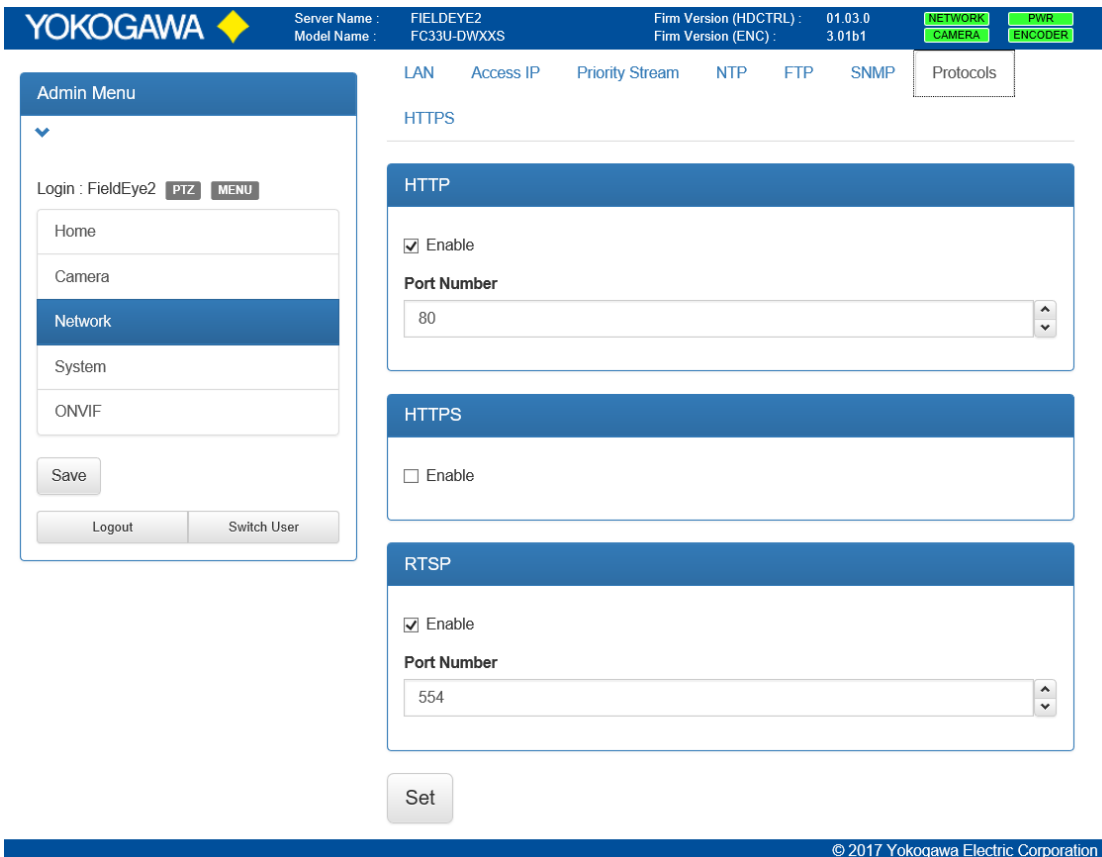 YOKOGAWA
Server Name : FIELDEYE2
Model Name : FC33U-DWXXS
Firm Version (HDCTRL) : 01.03.0
Firm Version (ENC) : 3.01b1
NETWORK PWR
CAMERA ENCODER
Admin Menu
Login : FieldEye2 PTZ MENU
Home
Camera
Network
System
ONVIF
Save
Logout Switch User
LAN Access IP Priority Stream NTP FTP SNMP Protocols
HTTPS
HTTP
Enable
Port Number
80
HTTPS
Enable
RTSP
Enable
Port Number
554
Set
© 2017 Yokogawa Electric Corporation